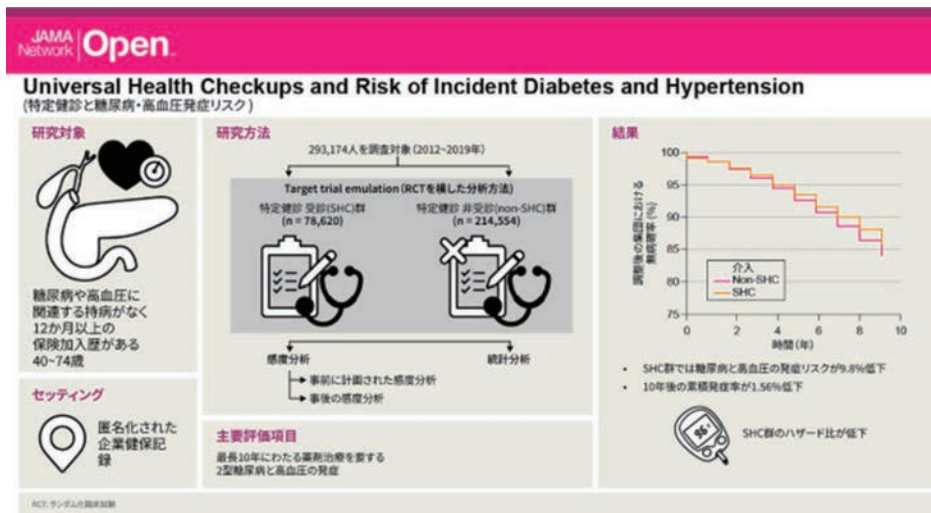 JAMA
Network
Open
Universal Health Checkups and Risk of Incident Diabetes and Hypertension
(特定健診と糖尿病・高血圧発症リスク)
研究対象
糖尿病や高血圧に
関連する持病がなく
12か月以上の
保険加入歴がある
40~74歳
セッティング
匿名化された
企業健保記
録
研究方法
293,174人を調査対象(2012~2019年)
Target trial emulation(RCTを模した分析方法)
特定健診 受診(SHC)群
(n = 78,620)
特定健診 非受診(non-SHC)群
(n = 214,554)
感度分析
統計分析
事前に計画された感度分析
事後の感度分析
主要評価項目
最長10年にわたる薬剤治療を要する
2型糖尿病と高血圧の発症
結果
調整後の集団における
無病確率(%)
100
95
90
85
80
75
介入
Non-SHC
SHC
0
2
4
6
8
10
時間(年)
• SHC群では糖尿病と高血圧の発症リスクが9.8%低下
• 10年後の累積発症率が1.56%低下
96
SHC群のハザード比が低下
RCT: ランダム化臨床試験